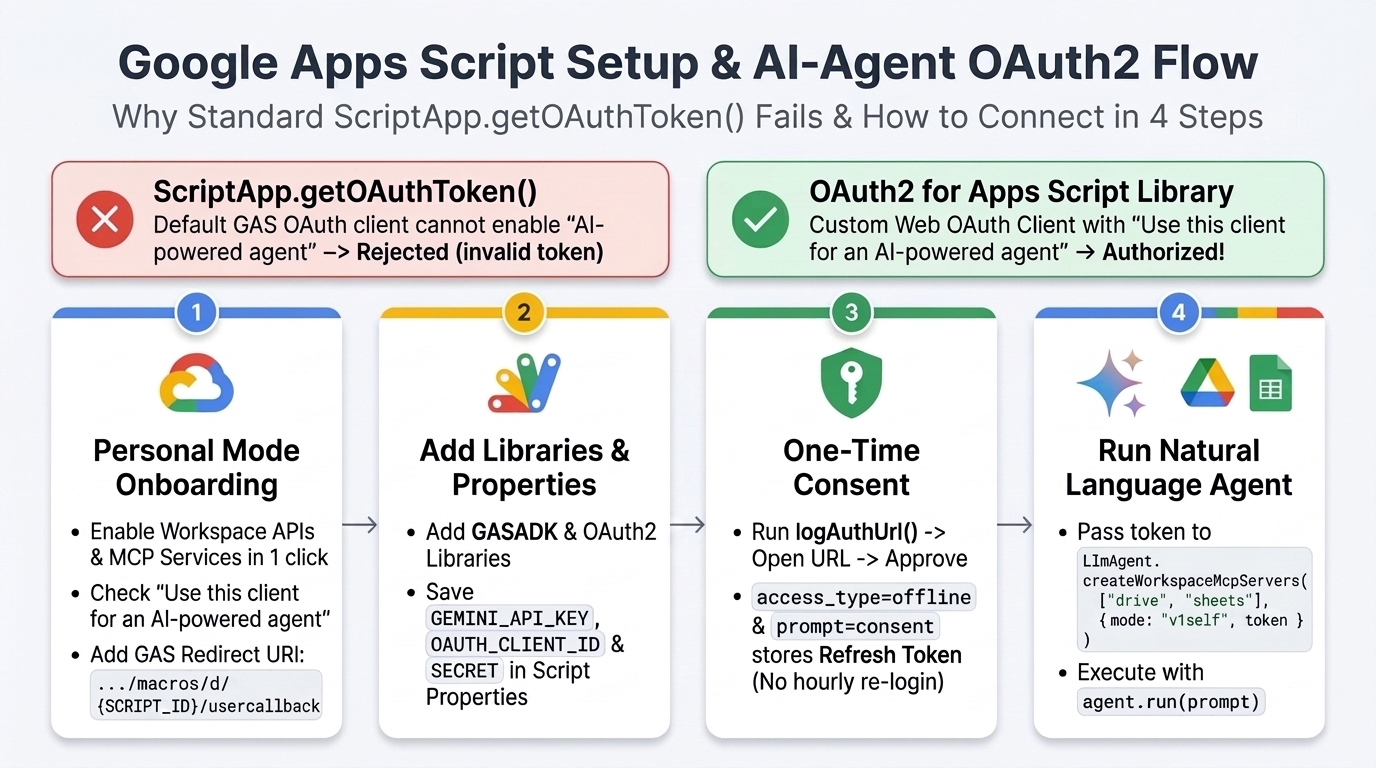 Google Apps Script Setup & AI-Agent OAuth2 Flow
Why Standard ScriptApp.getOAuthToken() Fails & How to Connect in 4 Steps
ScriptApp.getOAuthToken()
Default GAS OAuth client cannot enable “AI-
powered agent” –> Rejected (invalid token)
OAuth2 for Apps Script Library
Custom Web OAuth Client with “Use this client
for an AI-powered agent” → Authorized!
1
Personal Mode
Onboarding
• Enable Workspace APIs
& MCP Services in 1 click
• Check “Use this client
for an AI-powered agent”
• Add GAS Redirect URI:
.../macros/d/
{SCRIPT_ID}/usercallback
2
Add Libraries &
Properties
• Add GASADK & OAuth2
Libraries
• Save
GEMINI_API_KEY,
OAUTH_CLIENT_ID &
SECRET in Script
Properties
3
One-Time
Consent
• Run logAuthUrl() ->
Open URL -> Approve
• access_type=offline
& prompt=consent
stores Refresh Token
(No hourly re-login)
4
Run Natural
Language Agent
• Pass token to
LlmAgent.
createWorkspaceMcpServers(
["drive", "sheets"],
{ mode: "v1self", token }
)
• Execute with
agent.run(prompt)